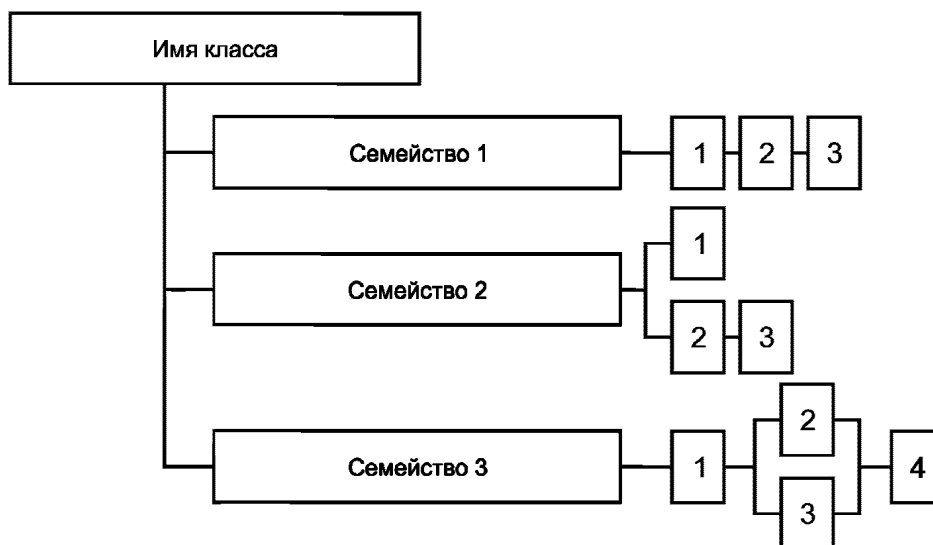 Имя класса
Семейство 1
1 2 3
Семейство 2
1
2 3
Семейство 3
1
2
3
4